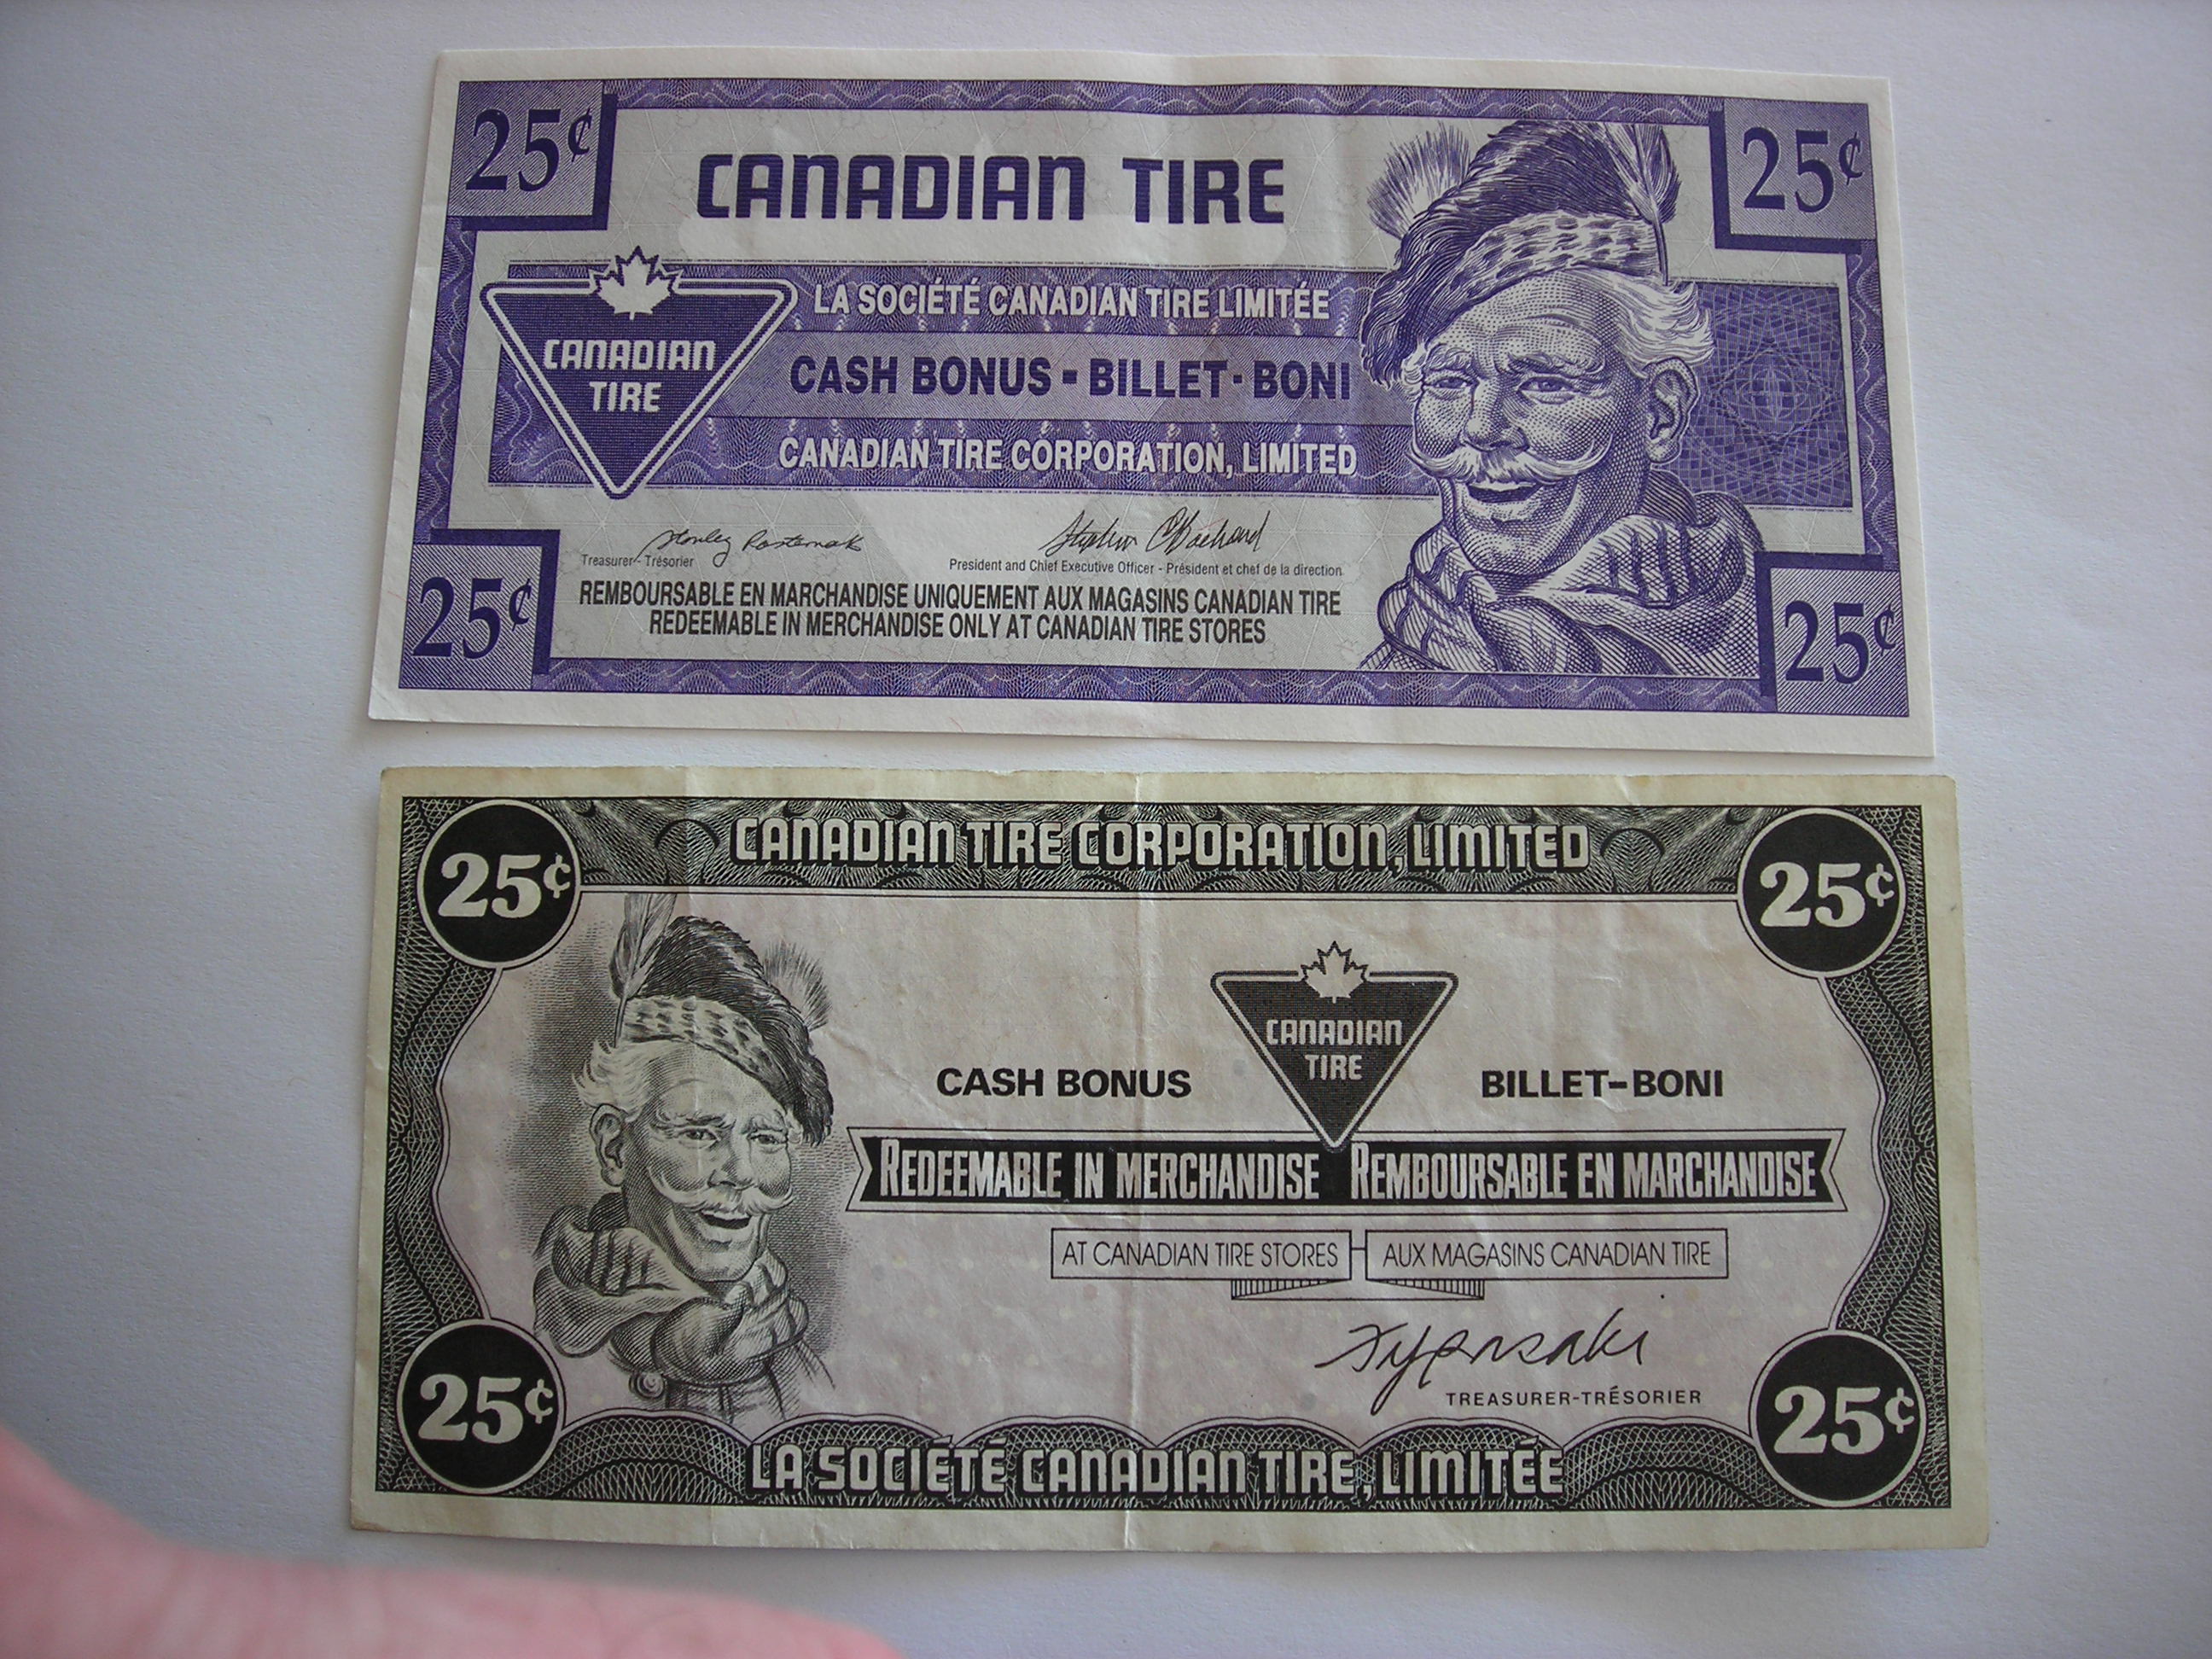 25¢
CANADIAN TIRE
25¢
LA SOCIÉTÉ CANADIAN TIRE LIMITÉE
CANADIAN
TIRE
CASH BONUS - BILLET - BONI
CANADIAN TIRE CORPORATION, LIMITED
Treasurer - Trésorier
President and Chief Executive Officer - Président et chef de la direction
25¢
REMBOURSABLE EN MARCHANDISE UNIQUEMENT AUX MAGASINS CANADIAN TIRE
REDEEMABLE IN MERCHANDISE ONLY AT CANADIAN TIRE STORES
25¢
25¢
CANADIAN TIRE CORPORATION, LIMITED
25¢
CANADIAN
TIRE
CASH BONUS
BILLET-BONI
REDEEMABLE IN MERCHANDISE REMBOURSABLE EN MARCHANDISE
AT CANADIAN TIRE STORES AUX MAGASINS CANADIAN TIRE
TREASURER-TRÉSORIER
25¢
25¢
LA SOCIÉTÉ CANADIAN TIRE, LIMITÉE